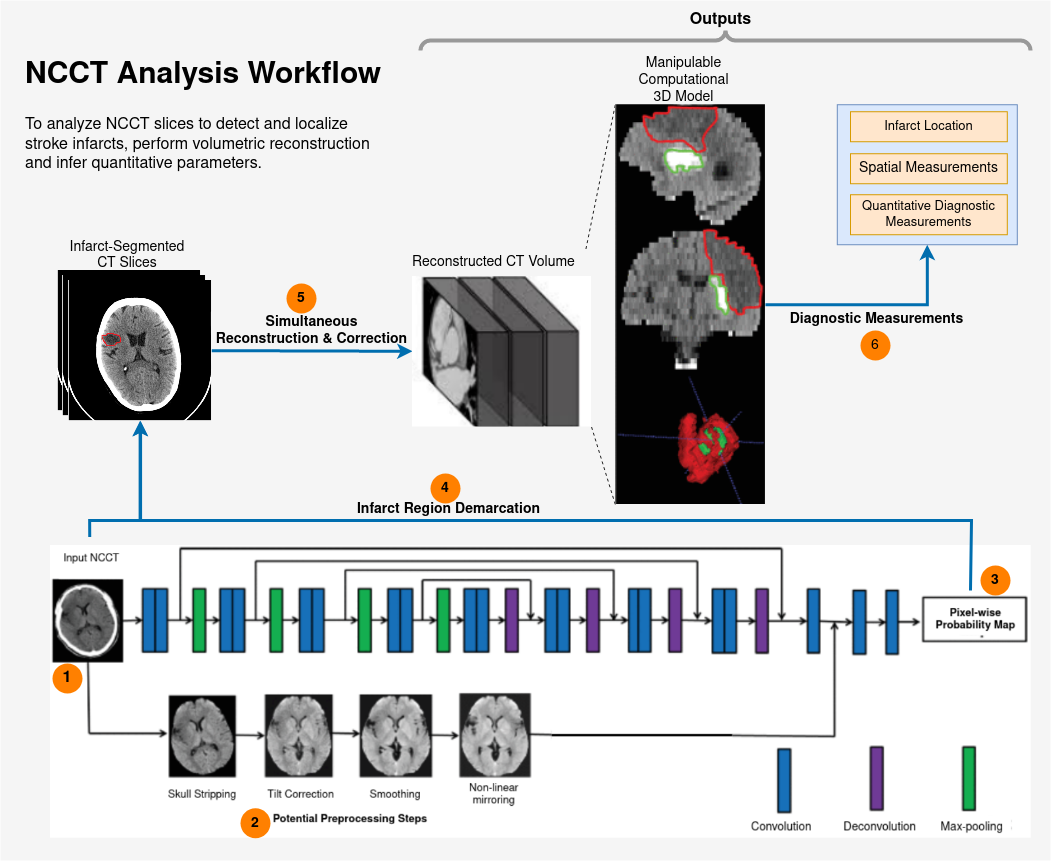 Outputs
NCCT Analysis Workflow
To analyze NCCT slices to detect and localize
stroke infarcts, perform volumetric reconstruction
and infer quantitative parameters.
Manipulable
Computational
3D Model
Infarct Location
Spatial Measurements
Quantitative Diagnostic
Measurements
Infarct-Segmented
CT Slices
5
Simultaneous
Reconstruction & Correction
Reconstructed CT Volume
Diagnostic Measurements
6
4
Infarct Region Demarcation
Input NCCT
3
Pixel-wise
Probability Map
1
Skull Stripping
Tilt Correction
Smoothing
Non-linear
mirroring
2
Potential Preprocessing Steps
Convolution
Deconvolution
Max-pooling